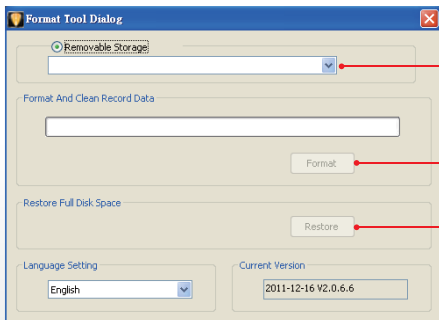 Format Tool Dialog
Removable Storage
Format And Clean Record Data
Format
Restore Full Disk Space
Restore
Language Setting
Current Version
English
2011-12-16 V2.0.6.6